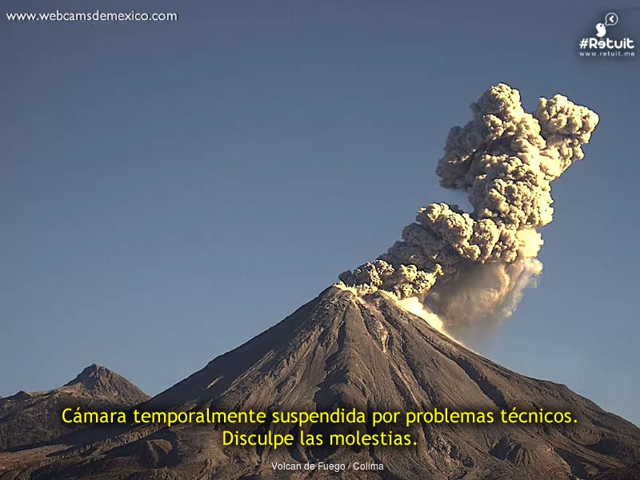 www.webcamsdemexico.com
#Retuit
www.retuit.me
Cámara temporalmente suspendida por problemas técnicos.
Disculpe las molestias.
Volcan de Fuego / Colima